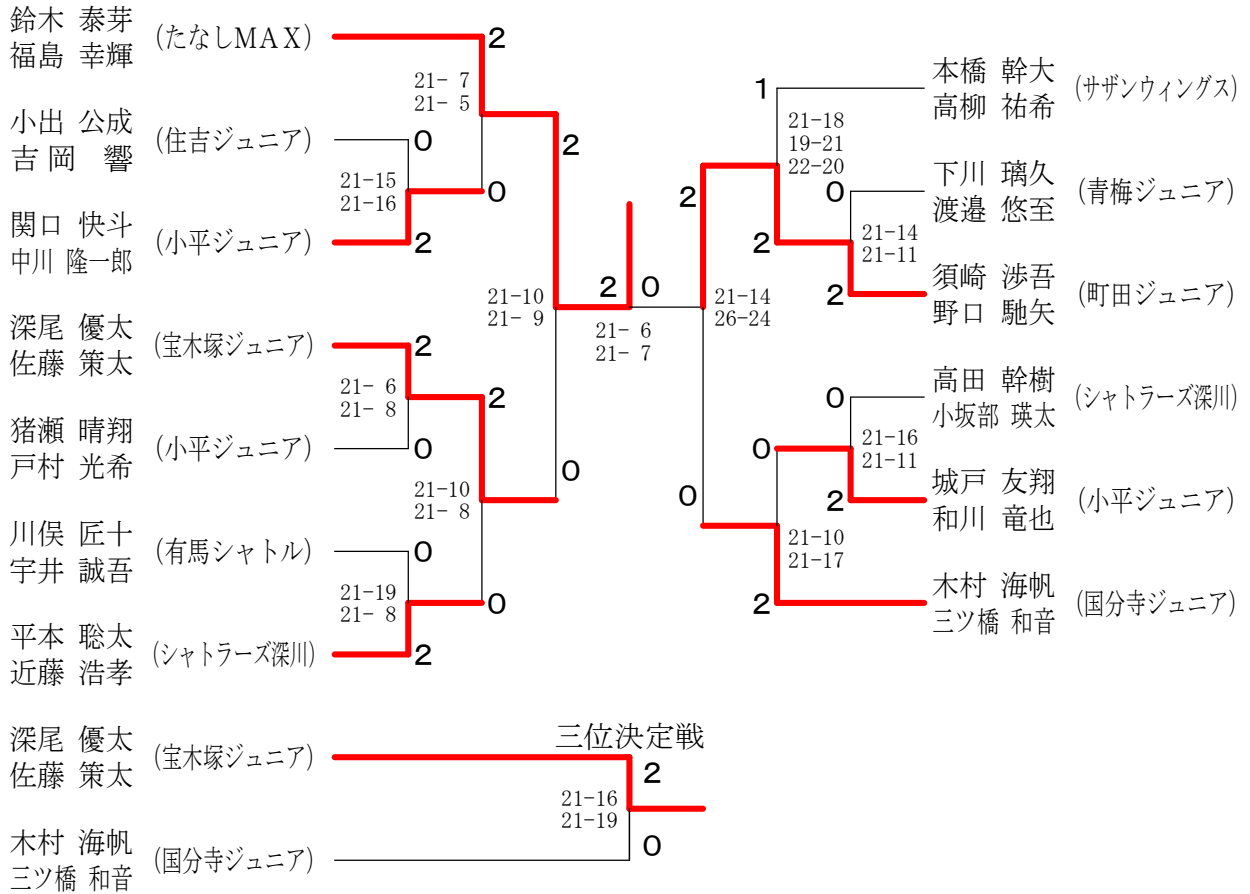 鈴木 泰芽
福島 幸輝
(たなしMAX)
2
21- 7
21- 5
小出 公成
吉岡 響
(住吉ジュニア)
0
21-15
21-16
0
関口 快斗
中川 隆一郎
(小平ジュニア)
2
2
21-10
21- 9
深尾 優太
佐藤 策太
(宝木塚ジュニア)
2
21- 6
21- 8
2
猪瀬 晴翔
戸村 光希
(小平ジュニア)
0
21-10
21- 8
0
川俣 匠十
宇井 誠吾
(有馬シャトル)
0
21-19
21- 8
0
平本 聡太
近藤 浩孝
(シャトラーズ深川)
2
2 0
21- 6
21- 7
本橋 幹大
高柳 祐希
(サザンウィングス)
1
21-18
19-21
22-20
2
下川 璃久
渡邉 悠至
(青梅ジュニア)
0
21-14
21-11
2
須崎 渉吾
野口 馳矢
(町田ジュニア)
2
21-14
26-24
高田 幹樹
小坂部 瑛太
(シャトラーズ深川)
0
21-16
21-11
0
城戸 友翔
和川 竜也
(小平ジュニア)
2
0
21-10
21-17
木村 海帆
三ツ橋 和音
(国分寺ジュニア)
2
三位決定戦
深尾 優太
佐藤 策太
(宝木塚ジュニア)
2
21-16
21-19
木村 海帆
三ツ橋 和音
(国分寺ジュニア)
0